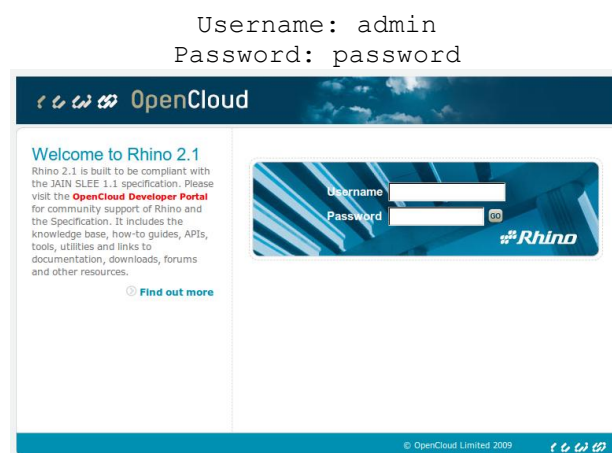 Username: admin
Password: password
OpenCloud
Welcome to Rhino 2.1
Rhino 2.1 is built to be compliant with
the JAIN SLEE 1.1 specification. Please
visit the OpenCloud Developer Portal
for community support of Rhino and
the Specification. It includes the
knowledge base, how-to guides, APIs,
tools, utilities and links to
documentation, downloads, forums
and other resources.
Find out more
Username
Password GO
Rhino
© OpenCloud Limited 2009